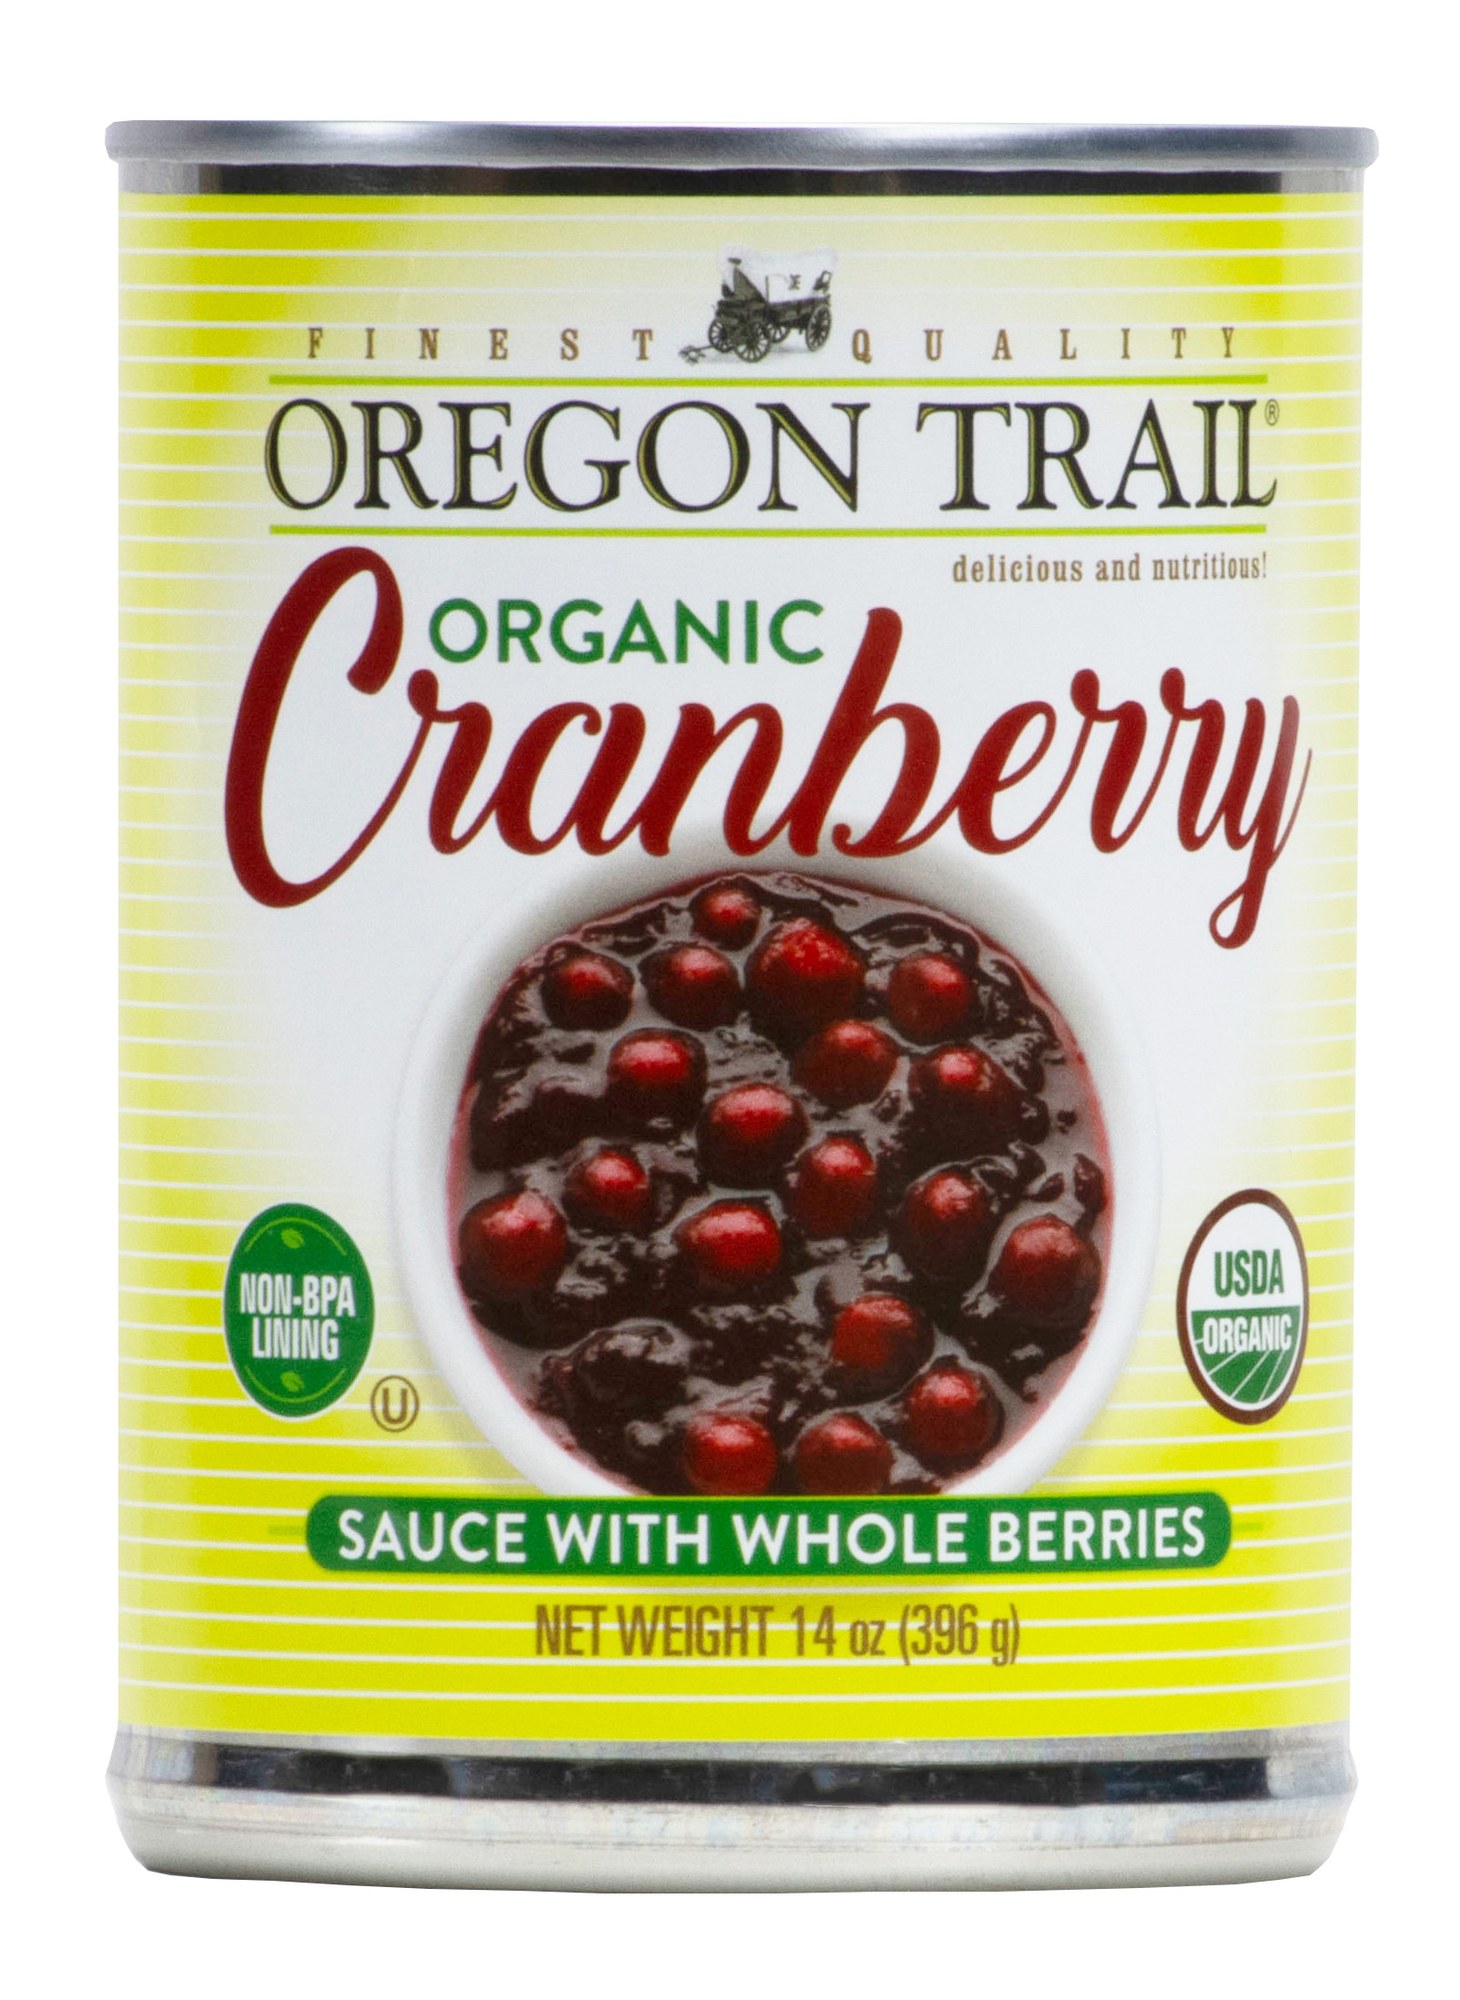 FINEST QUALITY
OREGON TRAIL®
delicious and nutritious!
ORGANIC
Cranberry
NON-BPA
LINING
U
USDA
ORGANIC
SAUCE WITH WHOLE BERRIES
NET WEIGHT 14 oz (396 g)